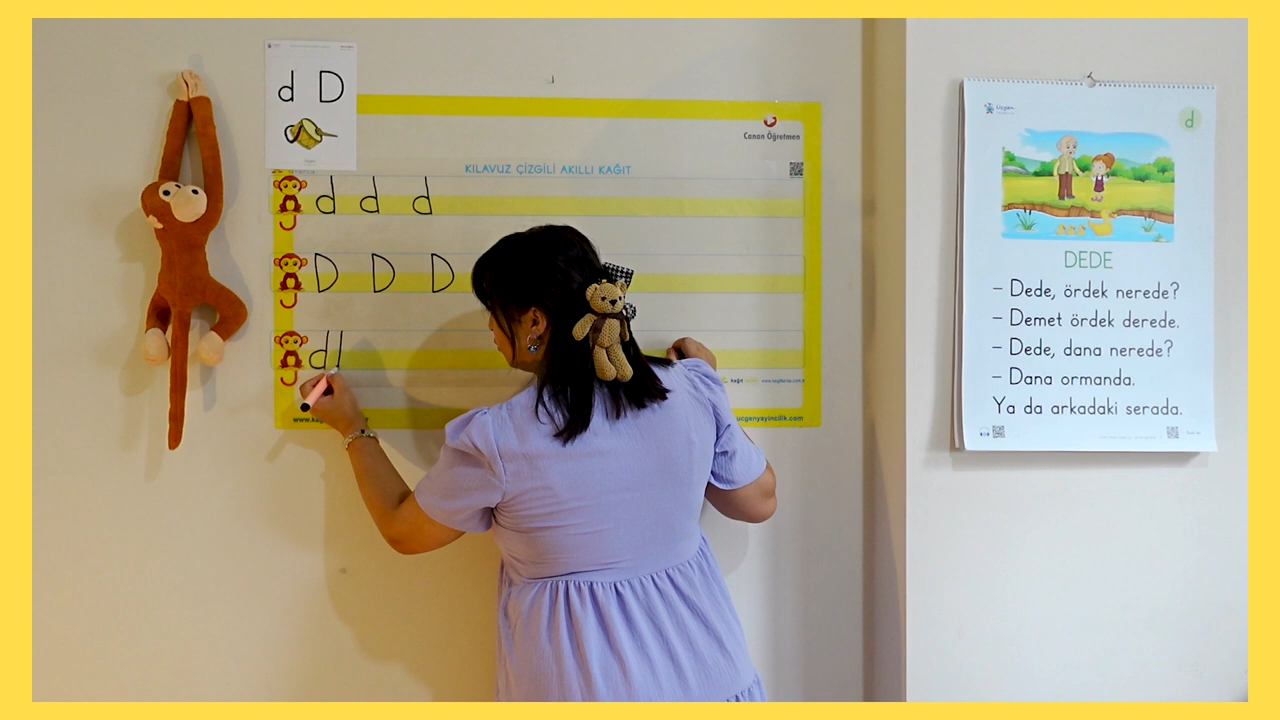 d D
Canan Öğretmen
KILAVUZ ÇİZGİLİ AKILLI KAĞIT
d d d
D D D
d
ucgenyayincilik.com
Üçgen
d
DEDE
– Dede, ördek nerede?
– Demet ördek derede.
– Dede, dana nerede?
– Dana ormanda.
Ya da arkadaki serada.